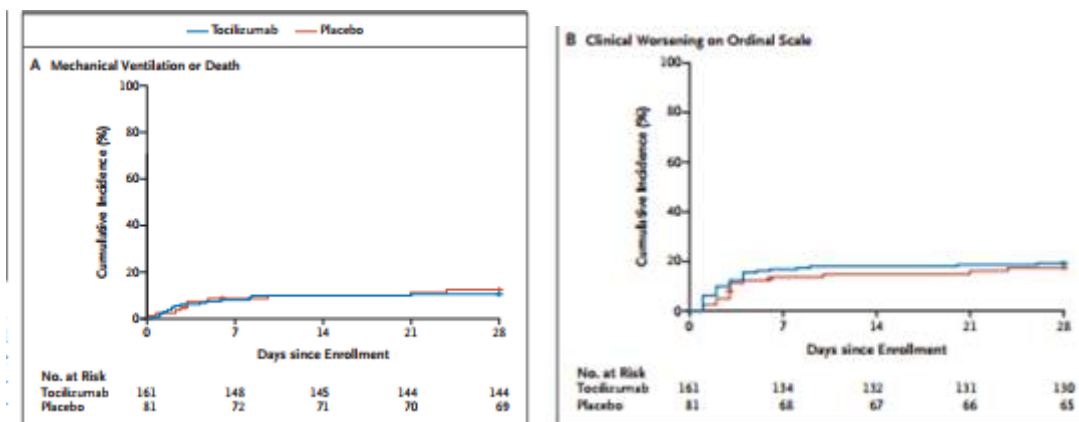 Tocilizumab Placebo
A Mechanical Ventilation or Death
Cumulative Incidence (%)
100
80
60
40
20
0
0 7 14 21 28
Days since Enrollment
No. at Risk
Tocilizumab 161 148 145 144 144
Placebo 81 72 71 70 69
B Clinical Worsening on Ordinal Scale
Cumulative Incidence (%)
100
80
60
40
20
0
0 7 14 21 28
Days since Enrollment
No. at Risk
Tocilizumab 161 134 132 131 130
Placebo 81 68 67 66 65